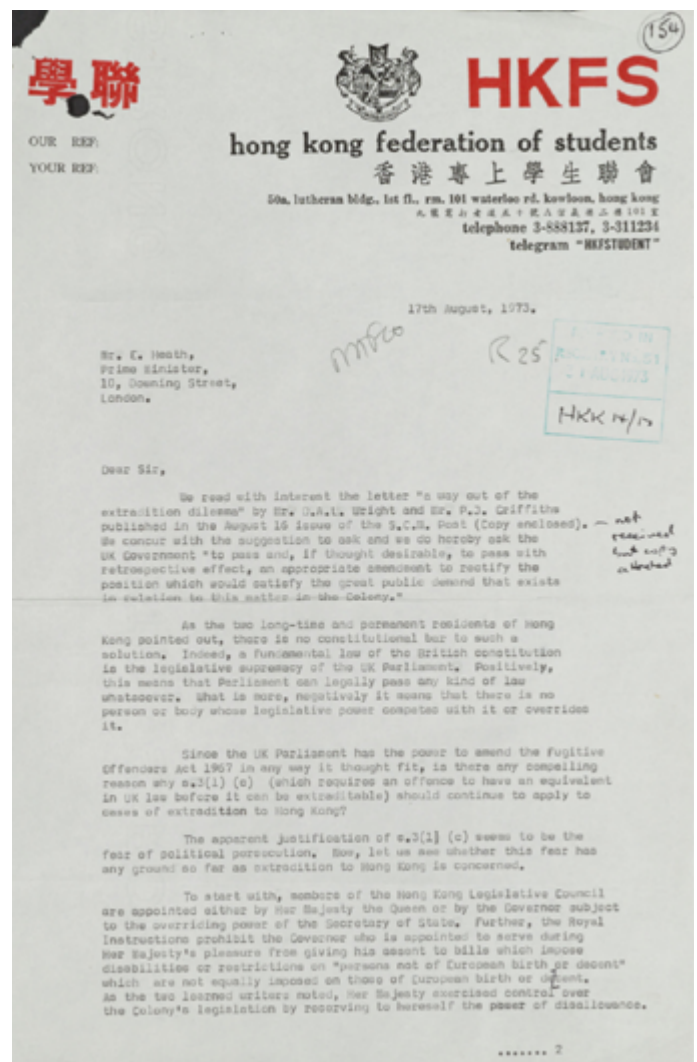 154
學聯
HKFS
OUR REF:
YOUR REF:
hong kong federation of students
香港專上學生聯會
50a, lutheran bldg., 1st fl., rm. 101 waterloo rd. kowloon, hong kong
telephone 3-888137, 3-311234
telegram "HKFSTUDENT"
17th August, 1973.
R 25
HKK 14/13
Mr. E. Heath,
Prime Minister,
10, Downing Street,
London.
Dear Sir,
We read with interest the letter "a way out of the
extradition dilemma" by Mr. D.A.L. Wright and Mr. P.J. Griffiths
published in the August 16 issue of the S.C.M. Post (Copy enclosed). — not
received
but copy
attached
We concur with the suggestion to ask and we do hereby ask the
UK Government "to pass and, if thought desirable, to pass with
retrospective effect, an appropriate amendment to rectify the
position which would satisfy the great public demand that exists
in relation to this matter in the Colony."
As the two long-time and permanent residents of Hong
Kong pointed out, there is no constitutional bar to such a
solution. Indeed, a fundamental law of the British constitution
is the legislative supremacy of the UK Parliament. Positively,
this means that Parliament can legally pass any kind of law
whatsoever. What is more, negatively it means that there is no
person or body whose legislative power competes with it or overrides
it.
Since the UK Parliament has the power to amend the Fugitive
Offenders Act 1967 in any way it thought fit, is there any compelling
reason why s.3(1) (c) (which requires an offence to have an equivalent
in UK law before it can be extraditable) should continue to apply to
cases of extradition to Hong Kong?
The apparent justification of s.3(1) (c) seems to be the
fear of political persecution. Now, let us see whether this fear has
any ground so far as extradition to Hong Kong is concerned.
To start with, members of the Hong Kong Legislative Council
are appointed either by Her Majesty the Queen or by the Governor subject
to the overriding power of the Secretary of State. Further, the Royal
Instructions prohibit the Governor who is appointed to serve during
Her Majesty's pleasure from giving his assent to bills which impose
disabilities or restrictions on "persons not of European birth or decent"
which are not equally imposed on those of European birth or decent.
As the two learned writers noted, Her Majesty exercised control over
the Colony's legislation by reserving to herself the power of disallowance.
....... 2